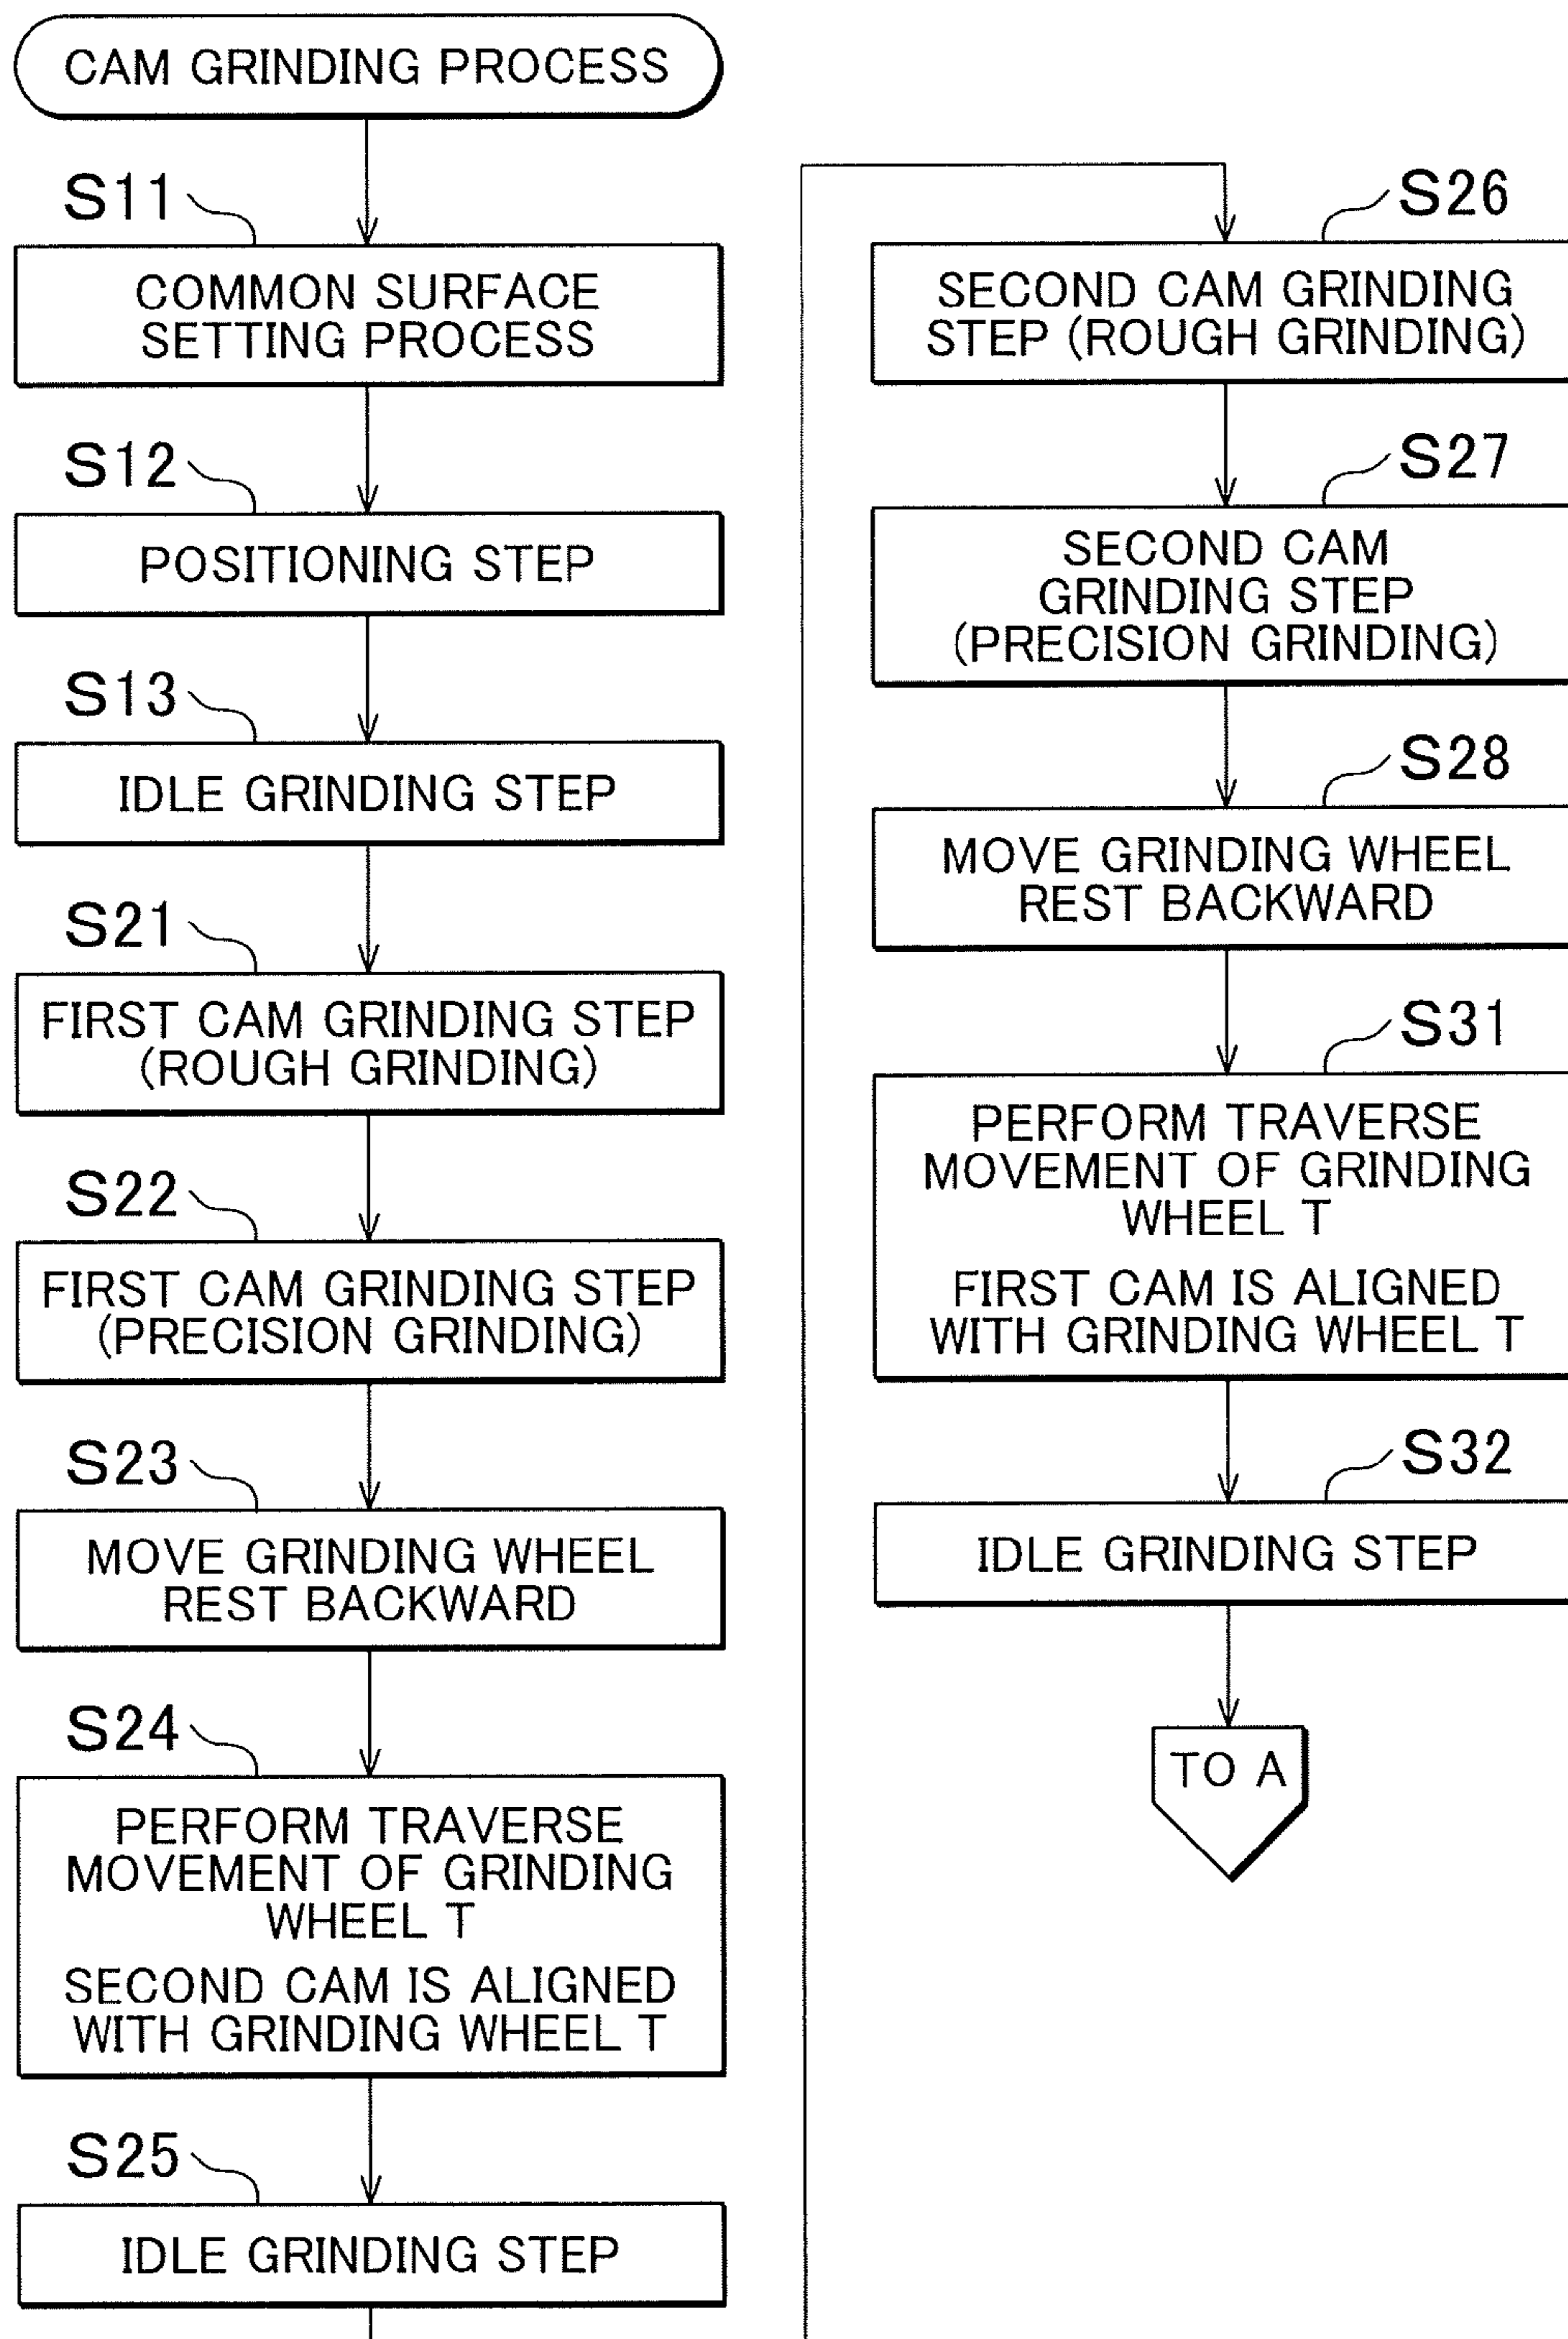 CAM GRINDING PROCESS
S11
COMMON SURFACE
SETTING PROCESS
S12
POSITIONING STEP
S13
IDLE GRINDING STEP
S21
FIRST CAM GRINDING STEP
(ROUGH GRINDING)
S22
FIRST CAM GRINDING STEP
(PRECISION GRINDING)
S23
MOVE GRINDING WHEEL
REST BACKWARD
S24
PERFORM TRAVERSE
MOVEMENT OF GRINDING
WHEEL T
SECOND CAM IS ALIGNED
WITH GRINDING WHEEL T
S25
IDLE GRINDING STEP
S26
SECOND CAM GRINDING
STEP (ROUGH GRINDING)
S27
SECOND CAM
GRINDING STEP
(PRECISION GRINDING)
S28
MOVE GRINDING WHEEL
REST BACKWARD
S31
PERFORM TRAVERSE
MOVEMENT OF GRINDING
WHEEL T
FIRST CAM IS ALIGNED
WITH GRINDING WHEEL T
S32
IDLE GRINDING STEP
TO A